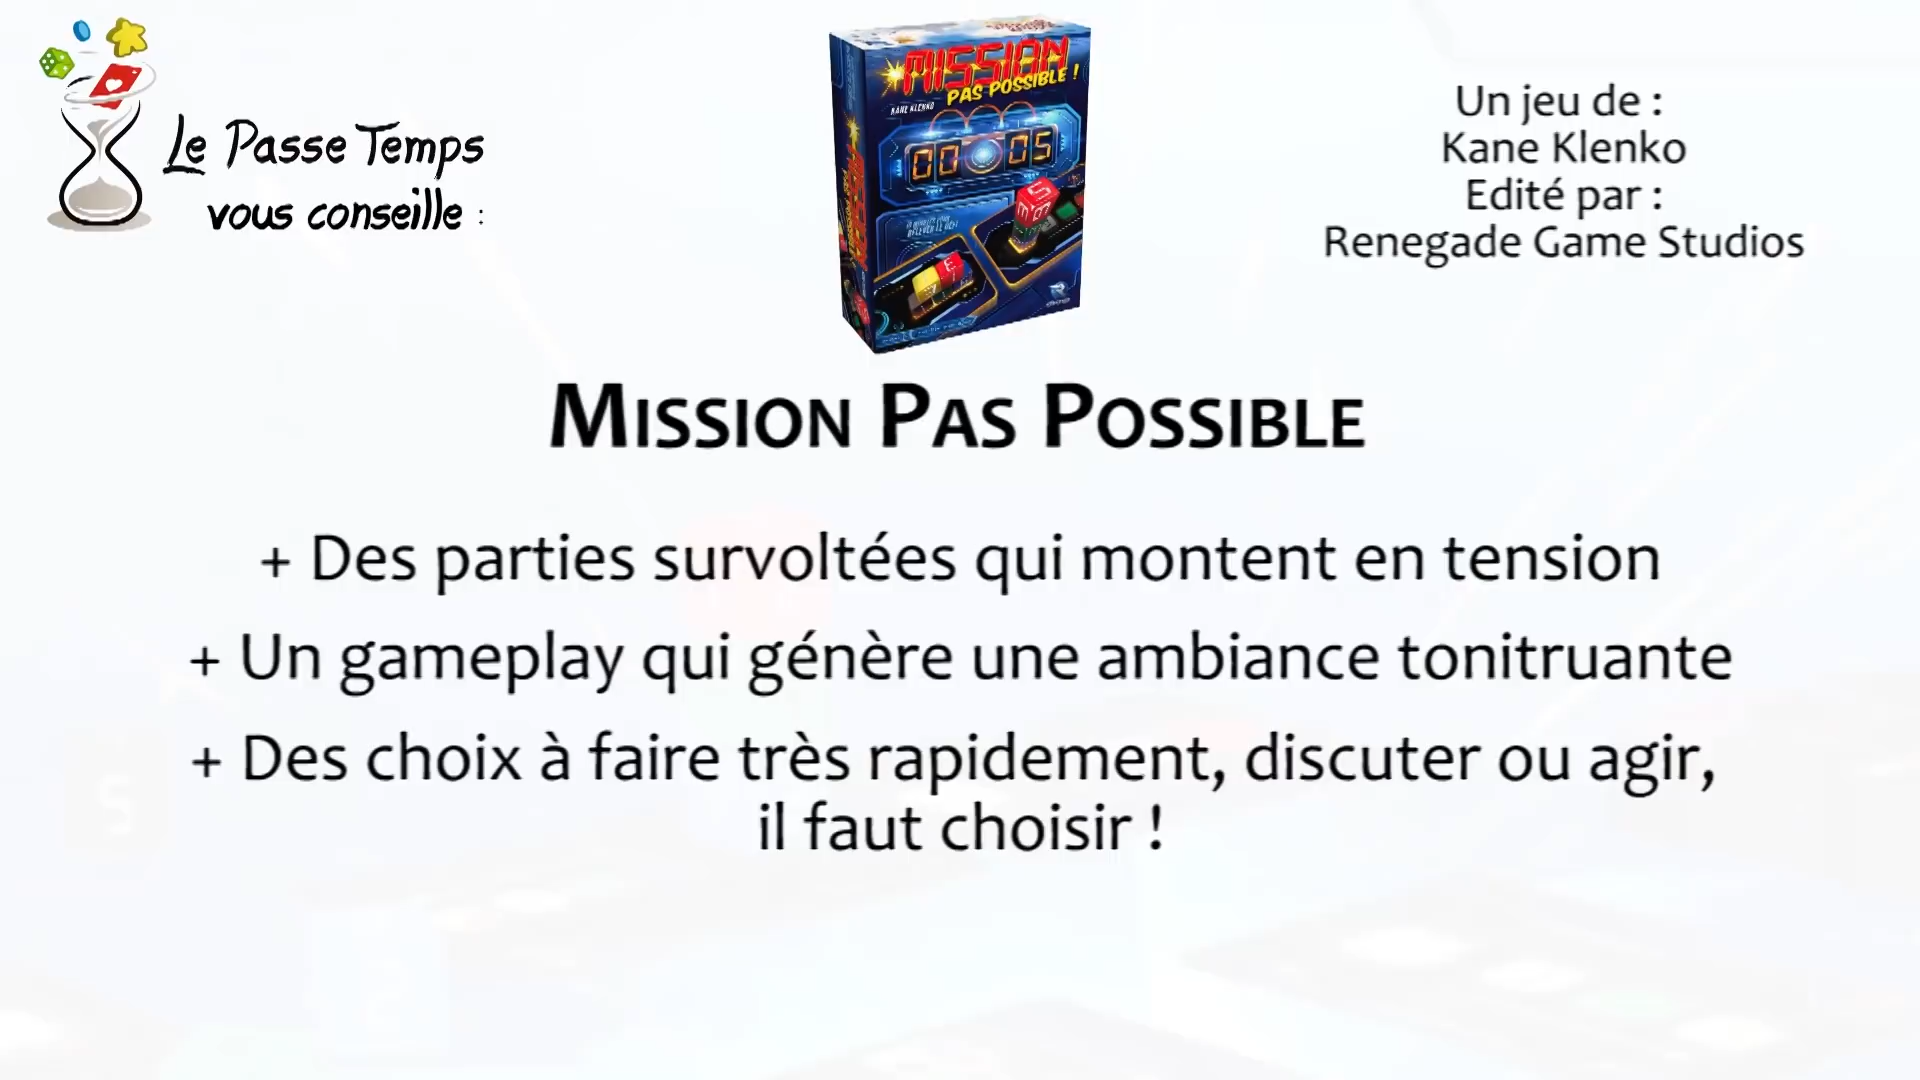 Le Passe Temps
vous conseille :
MISSION
PAS POSSIBLE !
KANE KLENKO
00 05
Un jeu de :
Kane Klenko
Edité par :
Renegade Game Studios
MISSION PAS POSSIBLE
+ Des parties survoltées qui montent en tension
+ Un gameplay qui génère une ambiance tonitruante
+ Des choix à faire très rapidement, discuter ou agir,
il faut choisir !